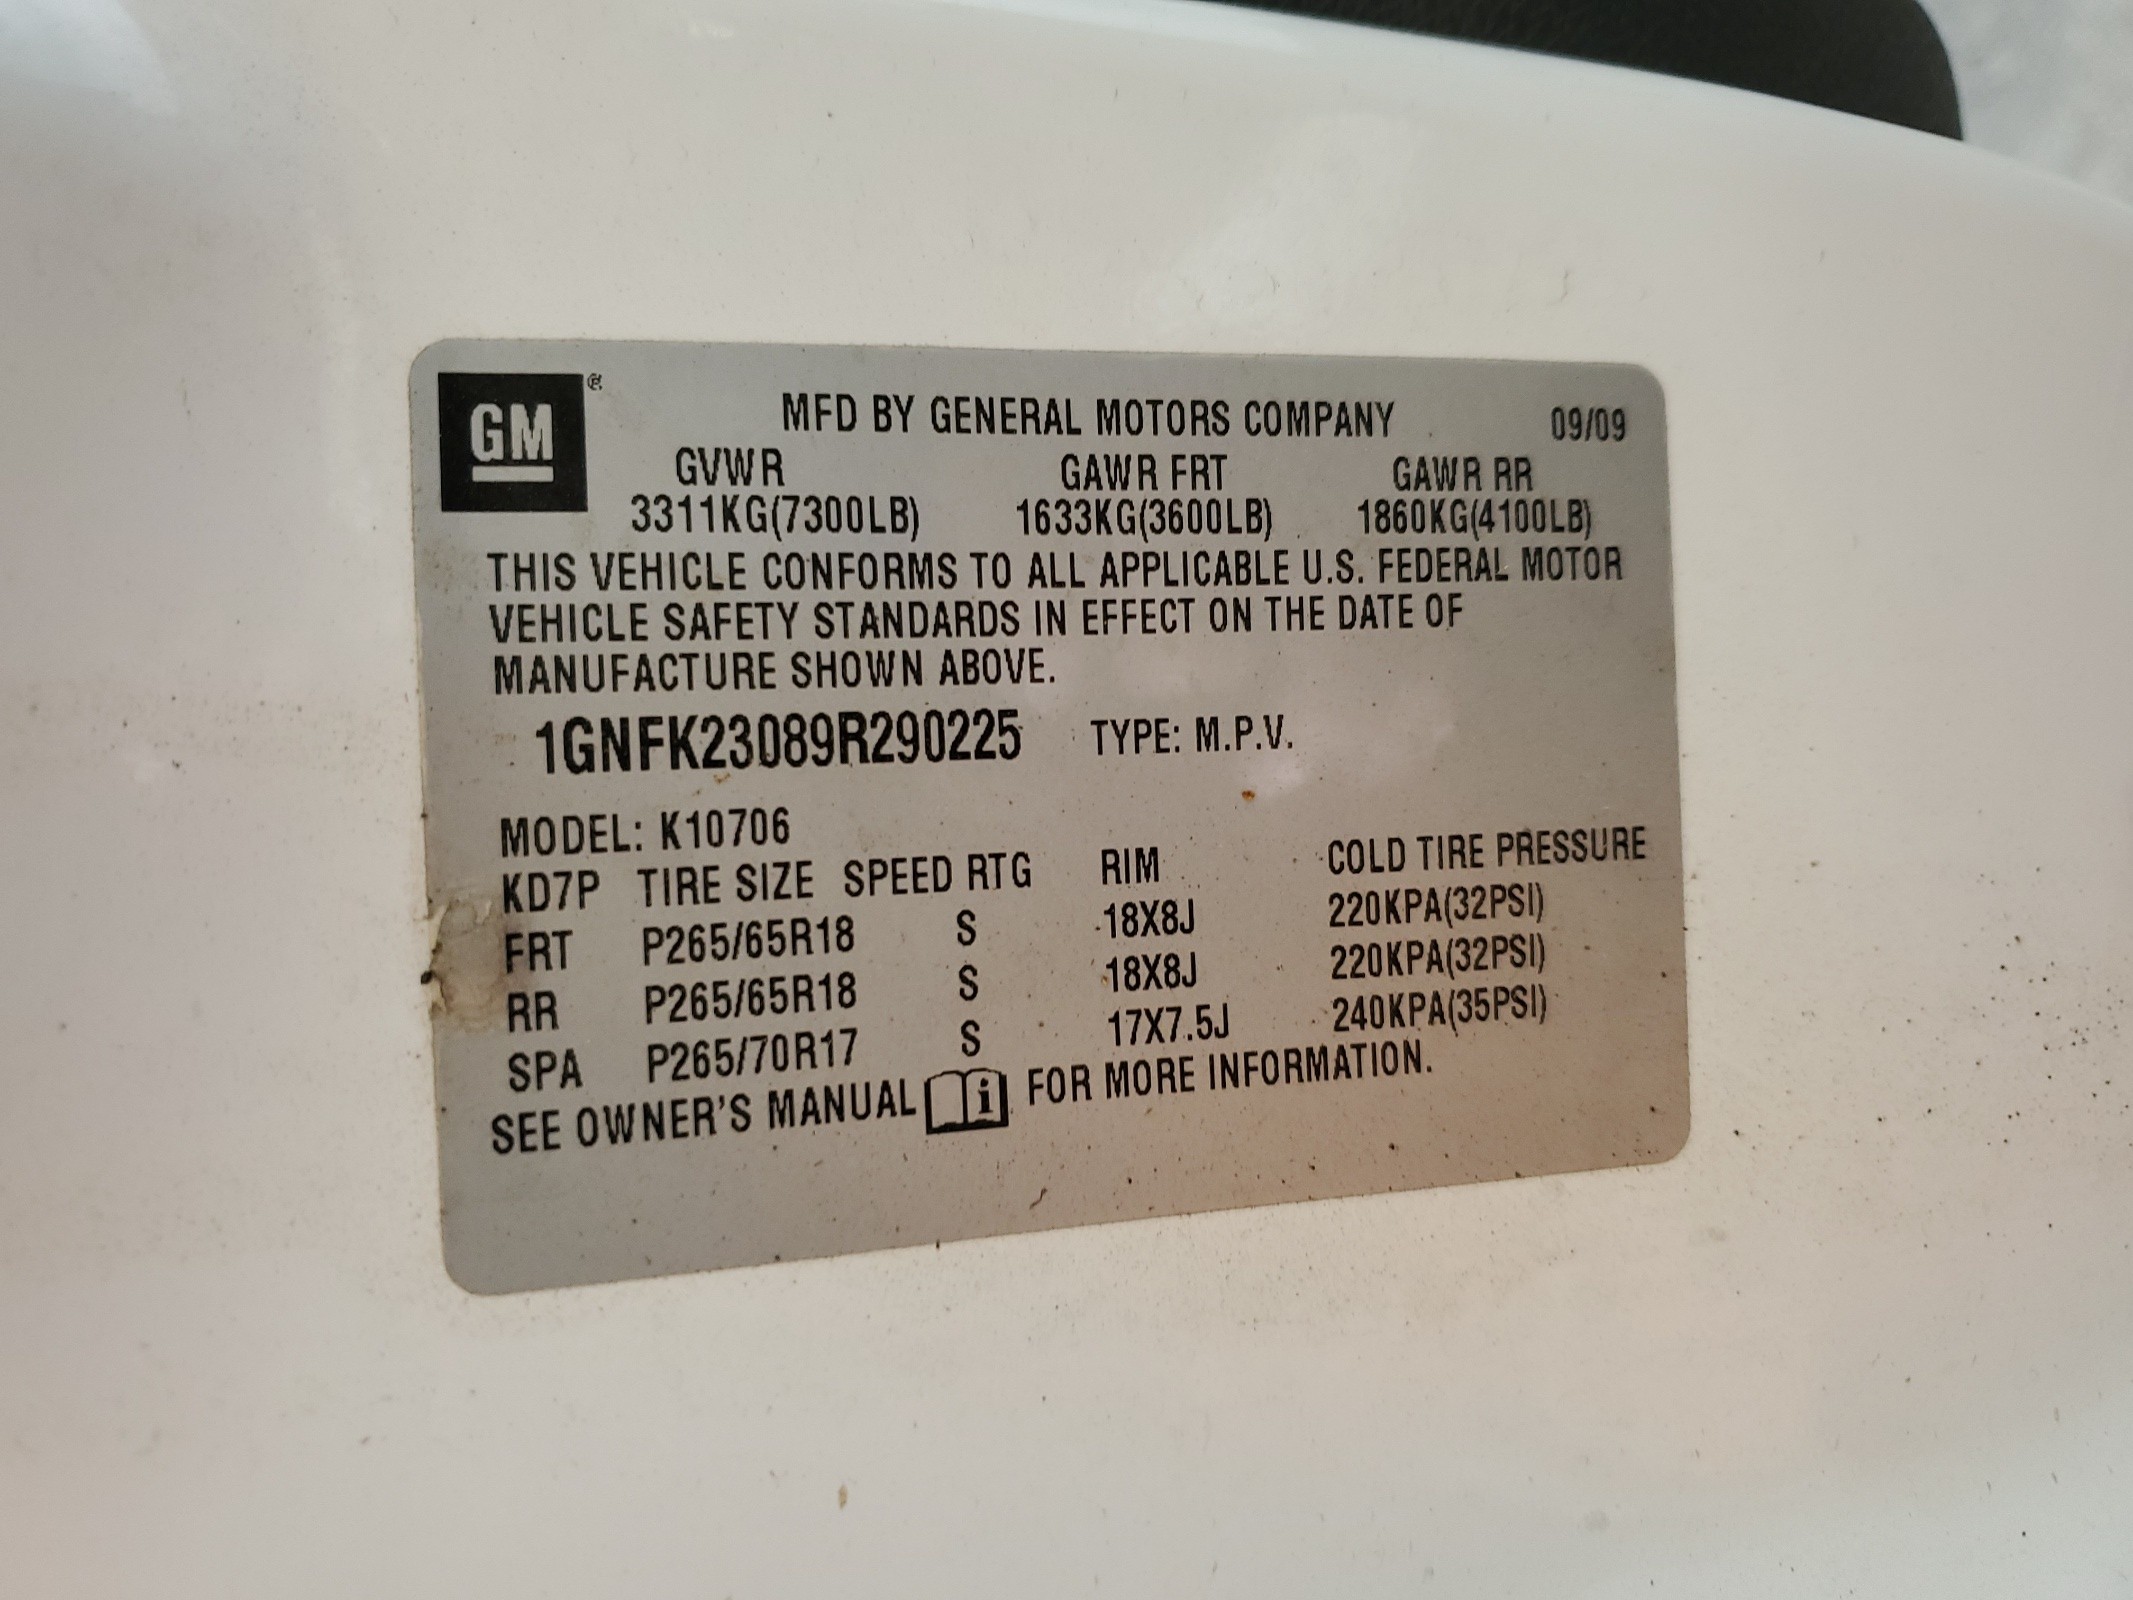 GM ®
MFD BY GENERAL MOTORS COMPANY 09/09
GVWR GAWR FRT GAWR RR
3311KG(7300LB) 1633KG(3600LB) 1860KG(4100LB)
THIS VEHICLE CONFORMS TO ALL APPLICABLE U.S. FEDERAL MOTOR
VEHICLE SAFETY STANDARDS IN EFFECT ON THE DATE OF
MANUFACTURE SHOWN ABOVE.
1GNFK23089R290225 TYPE: M.P.V.
MODEL: K10706
KD7P TIRE SIZE SPEED RTG RIM COLD TIRE PRESSURE
FRT P265/65R18 S 18X8J 220KPA(32PSI)
RR P265/65R18 S 18X8J 220KPA(32PSI)
SPA P265/70R17 S 17X7.5J 240KPA(35PSI)
SEE OWNER'S MANUAL i FOR MORE INFORMATION.